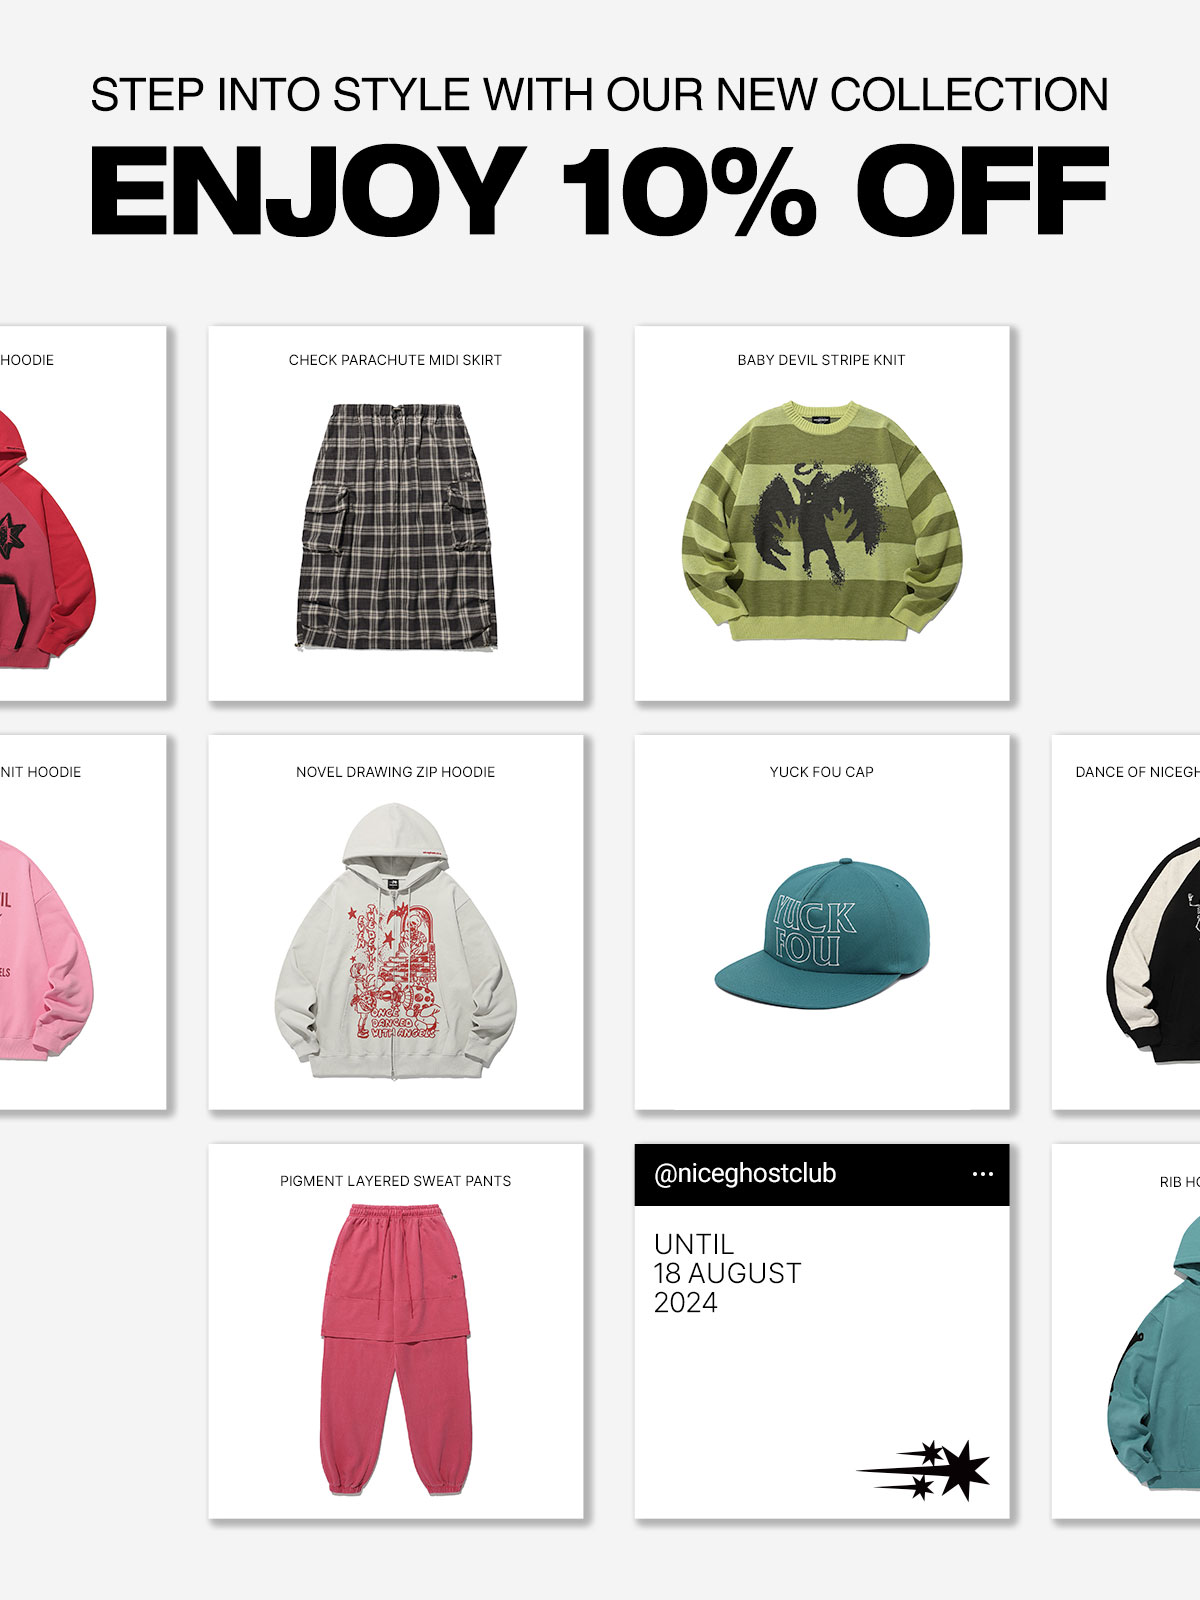 STEP INTO STYLE WITH OUR NEW COLLECTION
ENJOY 10% OFF
HOODIE
CHECK PARACHUTE MIDI SKIRT
BABY DEVIL STRIPE KNIT
NIT HOODIE
NOVEL DRAWING ZIP HOODIE
YUCK FOU CAP
DANCE OF NICEGH
YUCK
FOU
ONCE
DANCED
WITH ANGELS
PIGMENT LAYERED SWEAT PANTS
@niceghostclub
UNTIL
18 AUGUST
2024
RIB HO